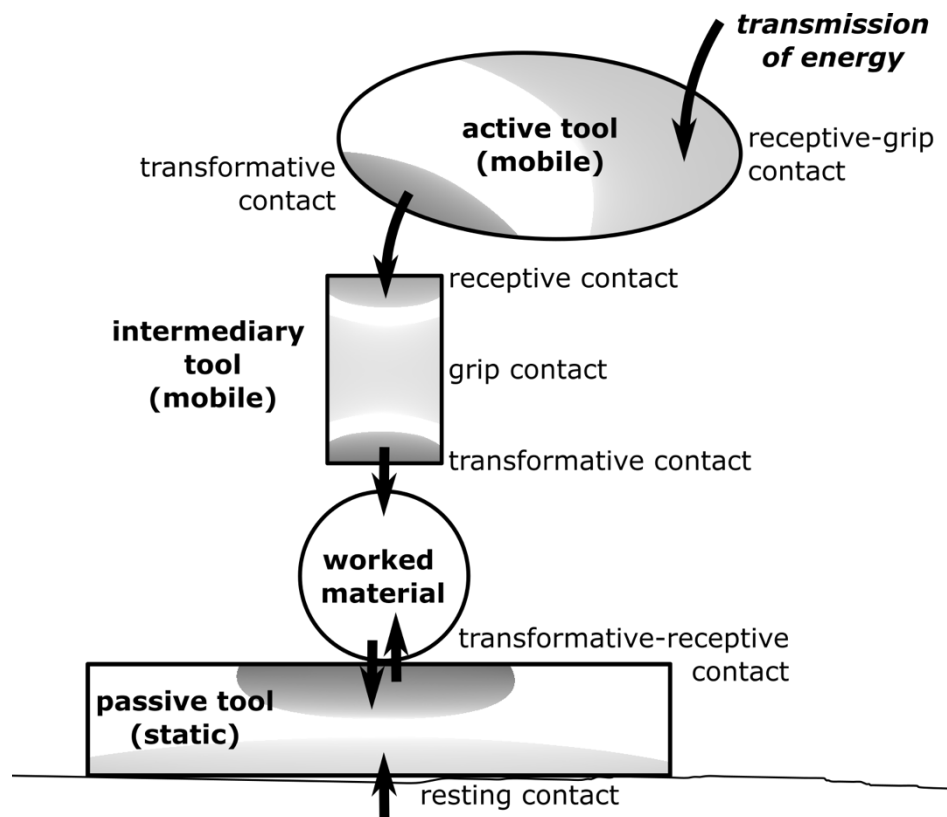 transmission
of energy
active tool
(mobile)
receptive-grip
contact
transformative
contact
receptive contact
intermediary
tool
(mobile)
grip contact
transformative contact
worked
material
transformative-receptive
contact
passive tool
(static)
resting contact